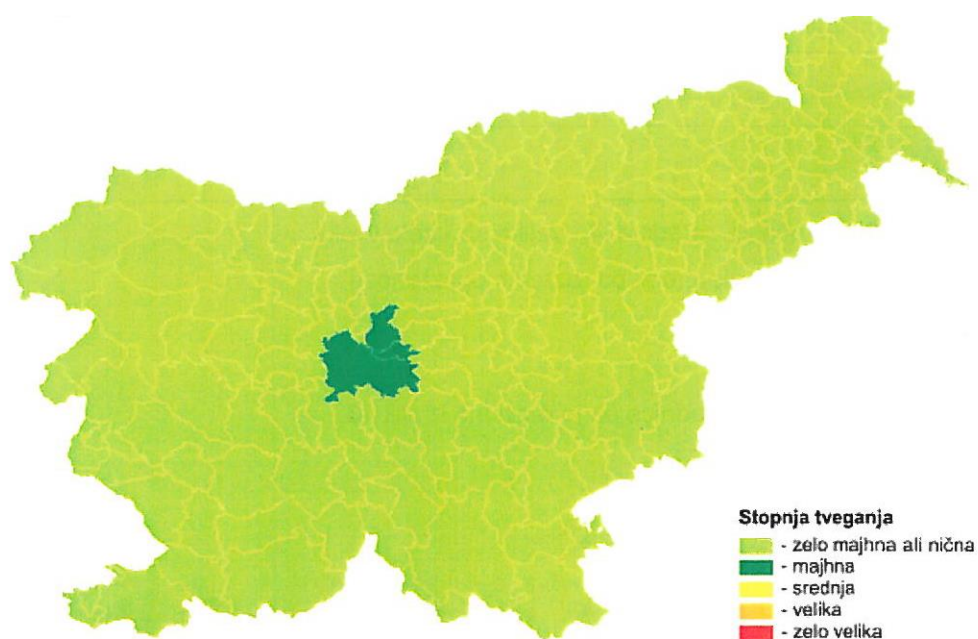 Stopnja tveganja
- zelo majhna ali nična
- majhna
- srednja
- velika
- zelo velika